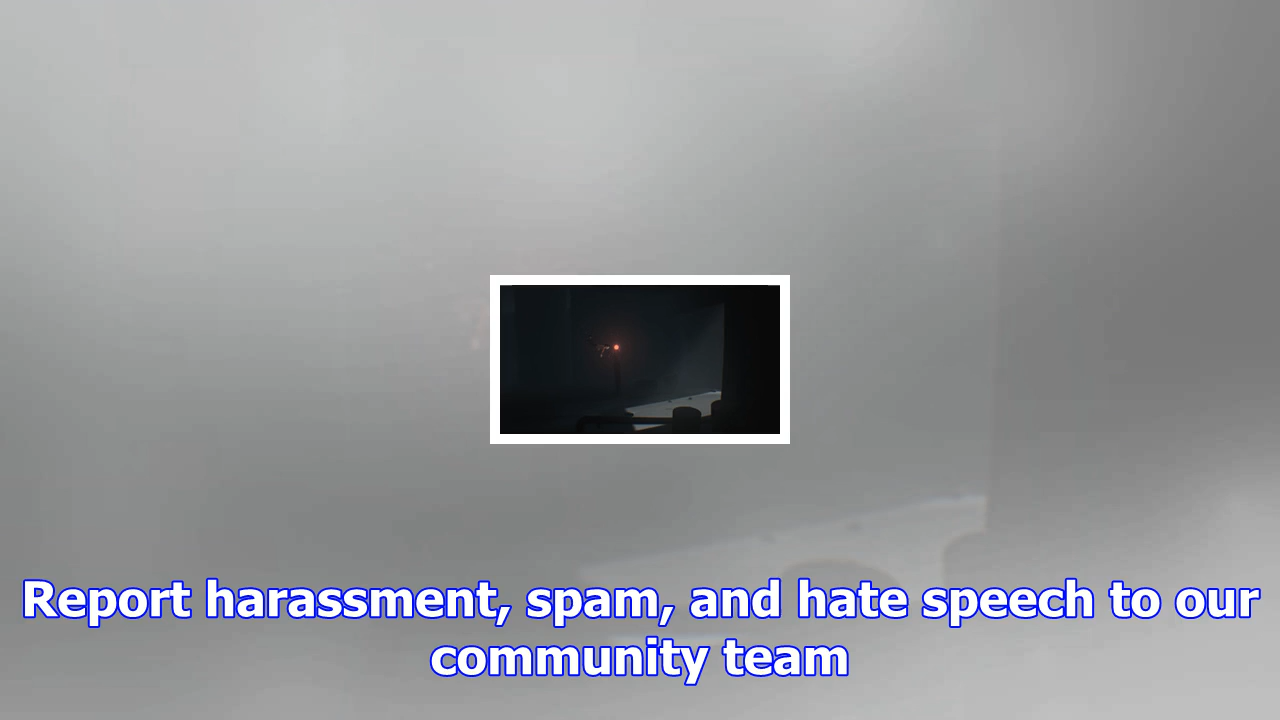 Report harassment, spam, and hate speech to our
community team